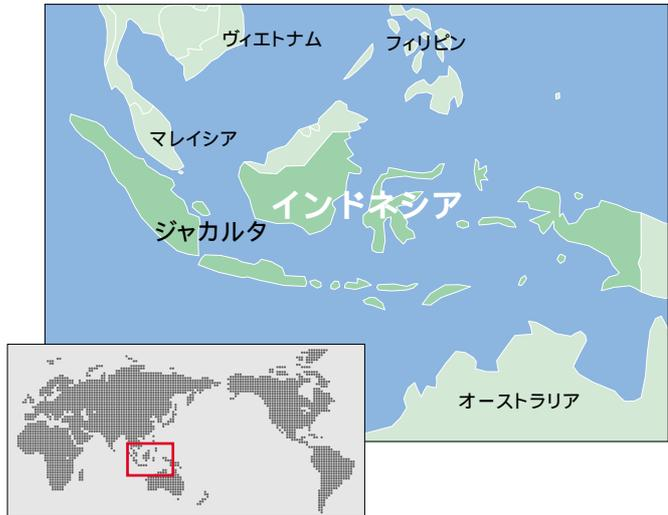 ヴィエトナム
フィリピン
マレイシア
インドネシア
ジャカルタ
オーストラリア